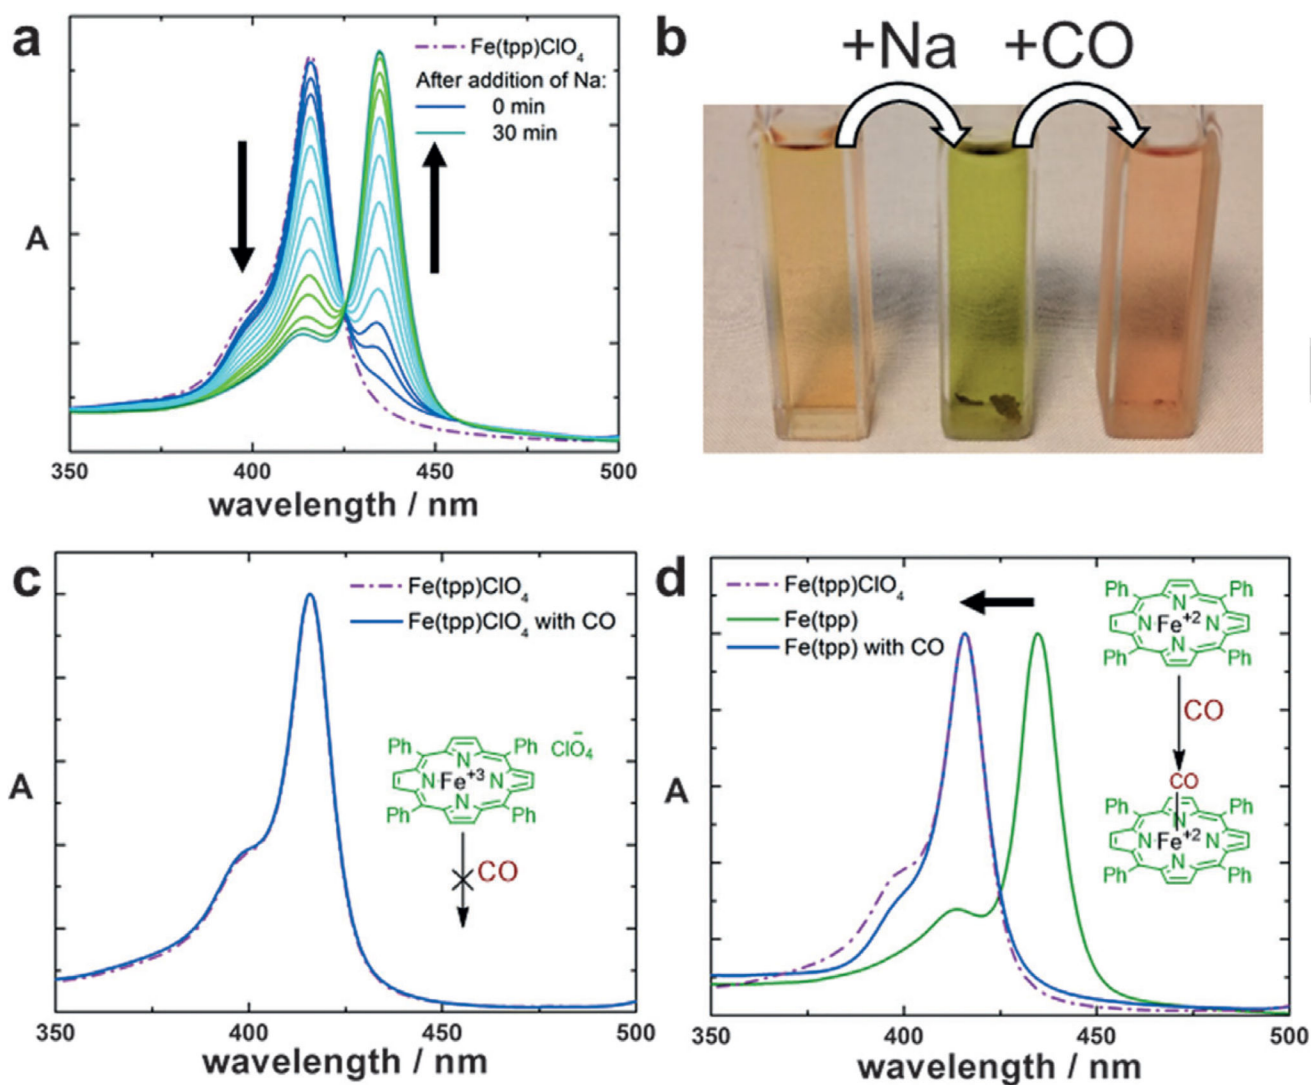 a
Fe(tpp)ClO4
After addition of Na:
0 min
30 min
A
350 400 450 500
wavelength / nm
b
+Na +CO
c
Fe(tpp)ClO4
Fe(tpp)ClO4 with CO
A
Ph Ph ClO4-
N N Fe+3 N N
Ph Ph
CO
350 400 450 500
wavelength / nm
d
Fe(tpp)ClO4
Fe(tpp)
Fe(tpp) with CO
A
Ph Ph
N N Fe+2 N N
Ph Ph
CO
CO
Ph Ph
N N Fe+2 N N
Ph Ph
350 400 450 500
wavelength / nm